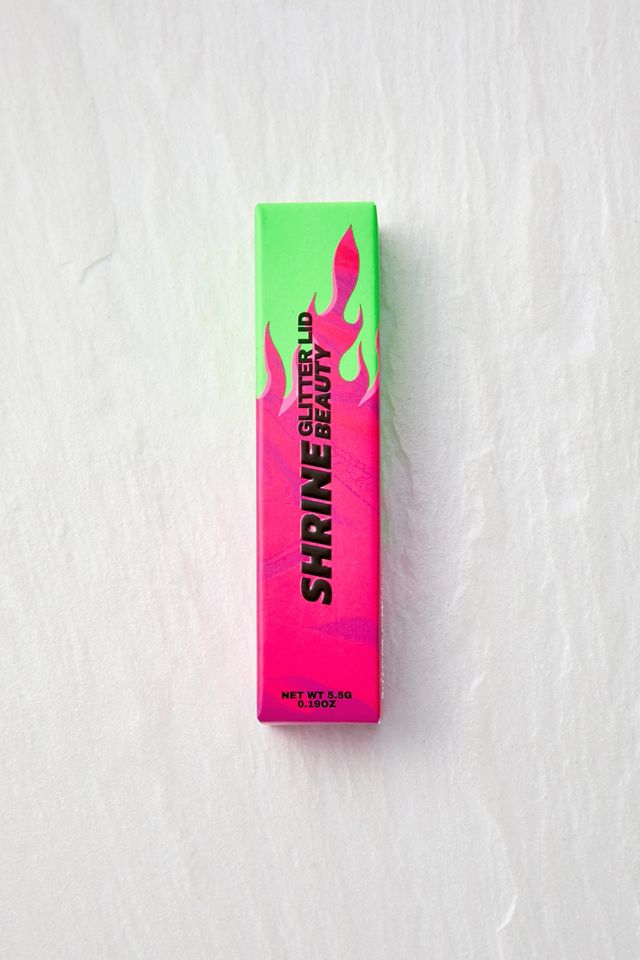 SHRINE
GLITTER LID
BEAUTY
NET WT 5.5G
0.19OZ